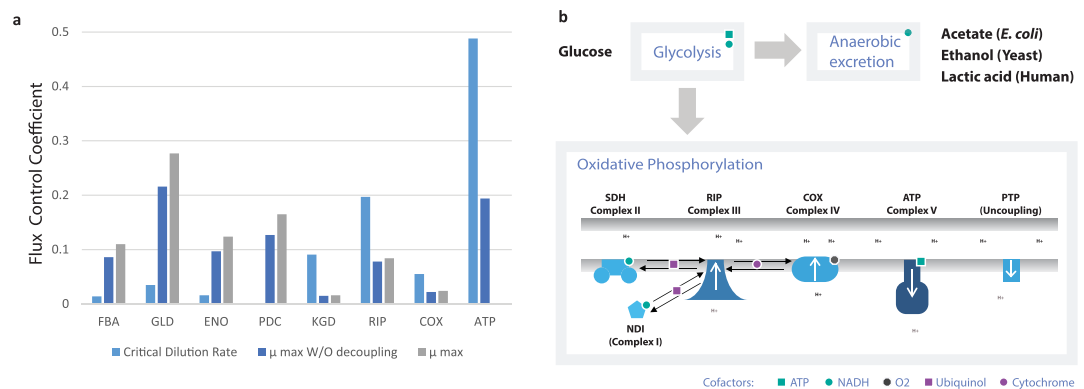 a
Flux Control Coefficient
0.5
0.4
0.3
0.2
0.1
0
FBA GLD ENO PDC KGD RIP COX ATP
Critical Dilution Rate μ max W/O decoupling μ max
b
Glucose
Glycolysis
Anaerobic
excretion
Acetate (E. coli)
Ethanol (Yeast)
Lactic acid (Human)
Oxidative Phosphorylation
SDH
Complex II
RIP
Complex III
COX
Complex IV
ATP
Complex V
PTP
(Uncoupling)
H+ H+ H+ H+ H+ H+ H+ H+ H+
NDI
(Complex I)
H+ H+ H+ H+
Cofactors: ATP NADH O2 Ubiquinol Cytochrome